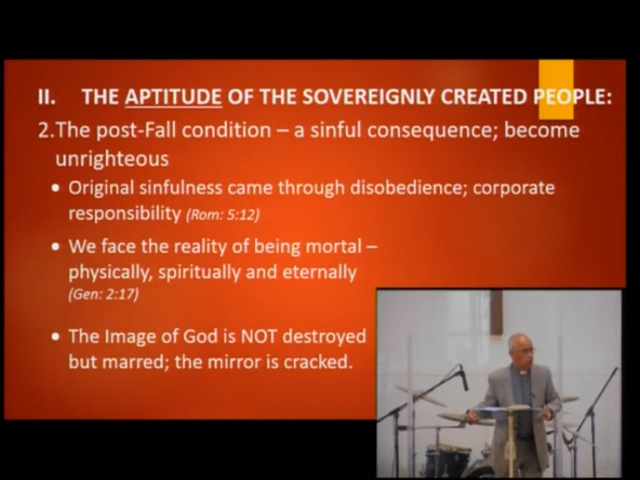 II. THE APTITUDE OF THE SOVEREIGNLY CREATED PEOPLE:
2.The post-Fall condition – a sinful consequence; become
unrighteous
• Original sinfulness came through disobedience; corporate
responsibility (Rom: 5:12)
• We face the reality of being mortal –
physically, spiritually and eternally
(Gen: 2:17)
• The Image of God is NOT destroyed
but marred; the mirror is cracked.